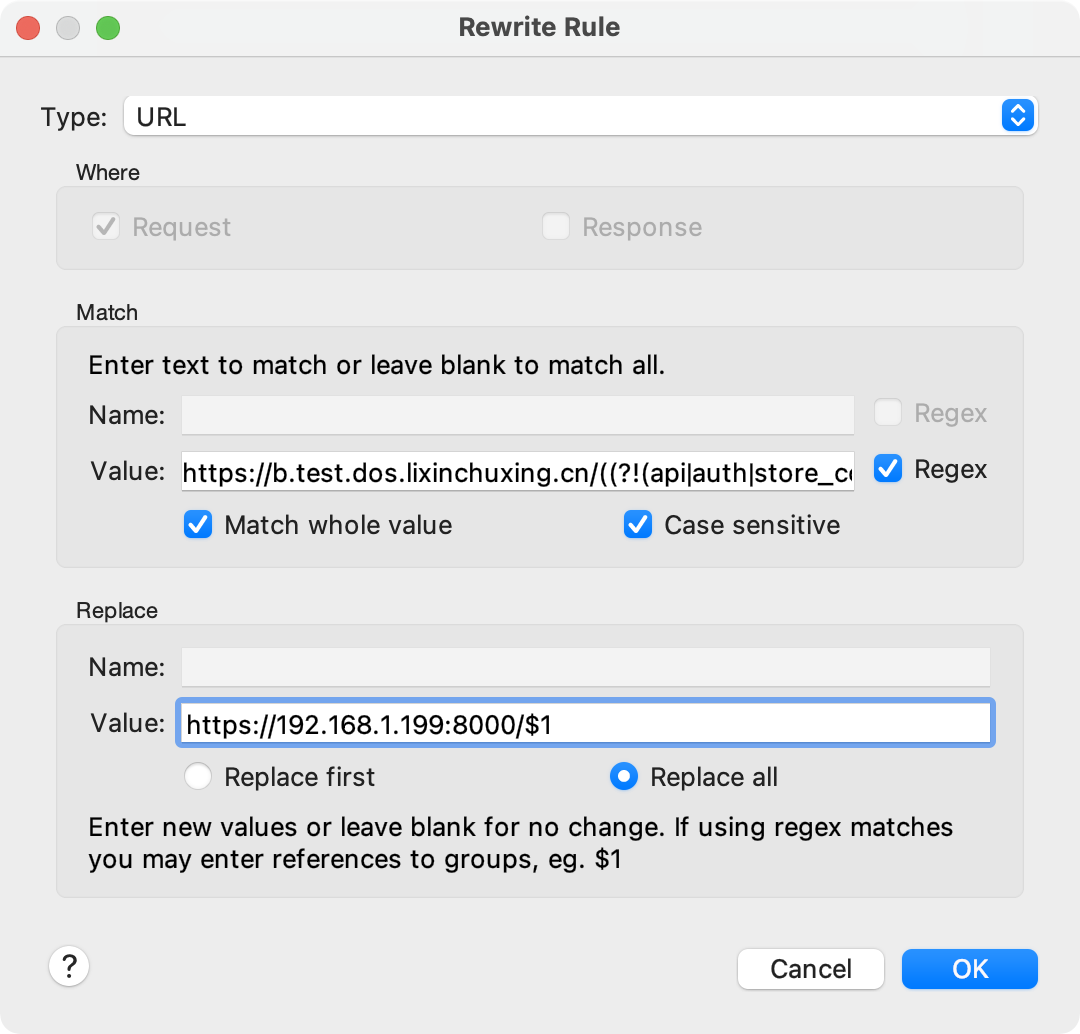 Rewrite Rule
Type: URL
Where
Request Response
Match
Enter text to match or leave blank to match all.
Name: Regex
Value: https://b.test.dos.lixinchuxing.cn/((?!(api|auth|store_c Regex
Match whole value Case sensitive
Replace
Name:
Value: https://192.168.1.199:8000/$1
Replace first Replace all
Enter new values or leave blank for no change. If using regex matches
you may enter references to groups, eg. $1
? Cancel OK